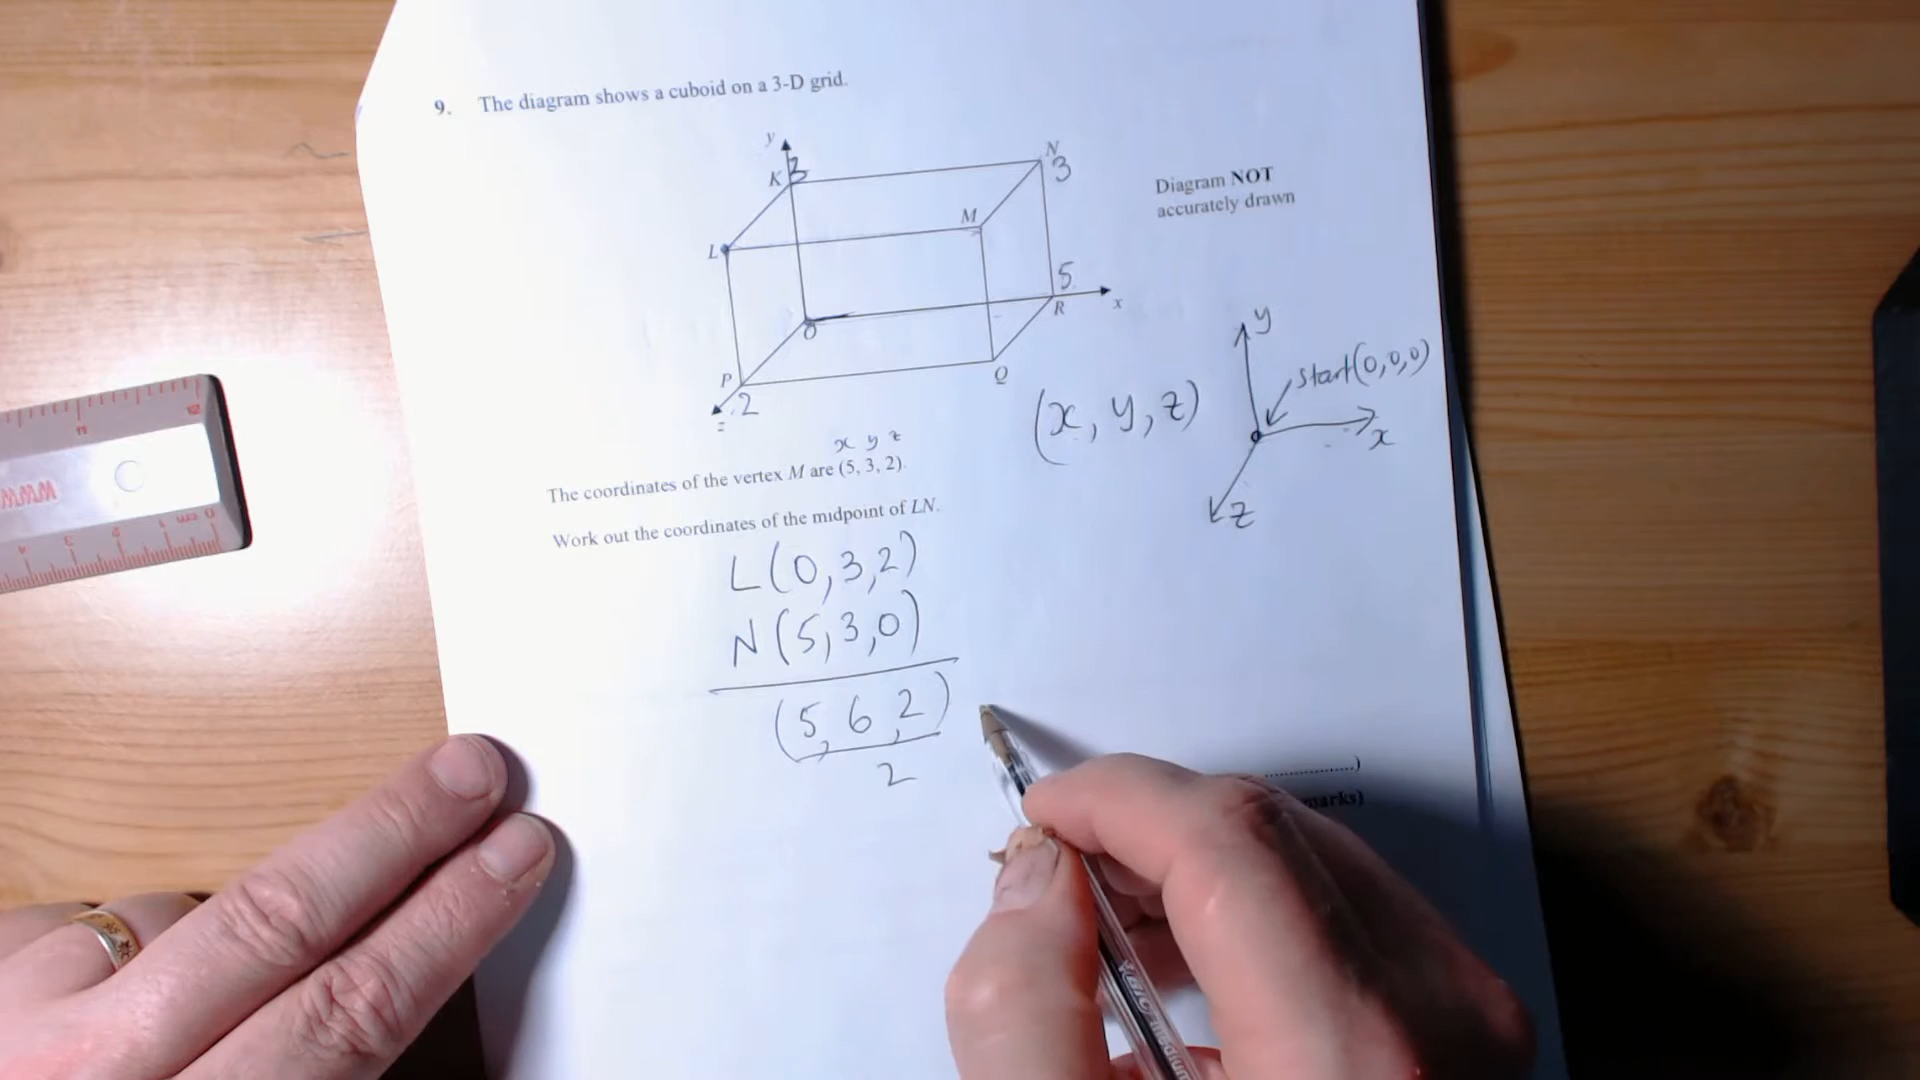 9. The diagram shows a cuboid on a 3-D grid.
y
K 3
N
3
Diagram NOT
accurately drawn
M
L
5
x
R
O
P
Q
2
z
y
start (0,0,0)
x
z
(x, y, z)
x y z
The coordinates of the vertex M are (5, 3, 2).
Work out the coordinates of the midpoint of LN.
L(0,3,2)
N(5,3,0)
(5, 6, 2)
2
....................)
marks)
cm